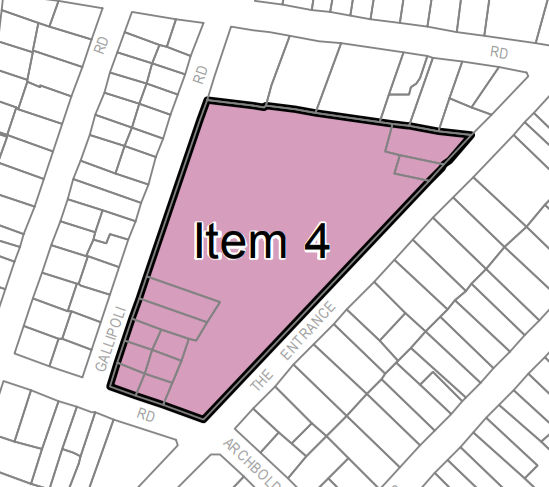 RD
RD
RD
Item 4
GALLIPOLI
THE ENTRANCE
RD
ARCHBOLD